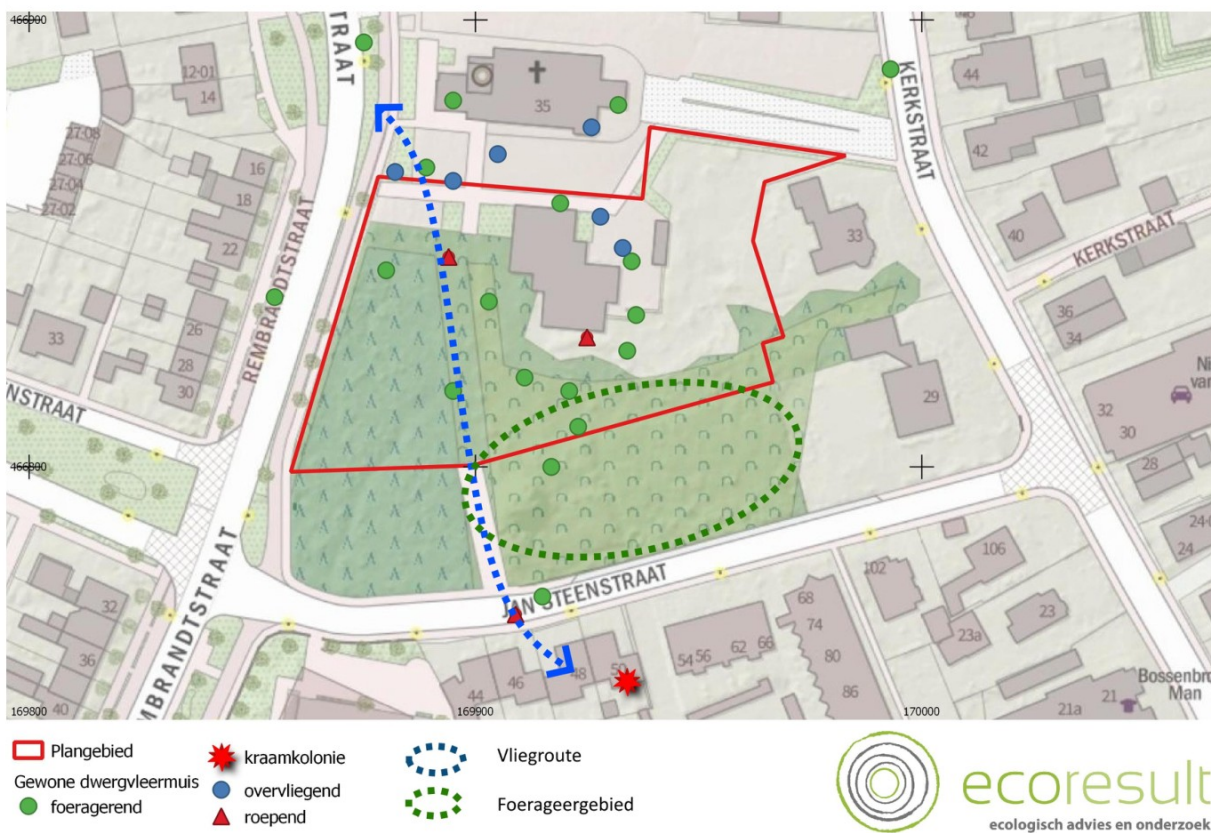 466900
STRAAT
STRAAT
KERKSTRAAT
12-01
14
35
44
42
27-08
27-06
27-04
27-02
16
18
22
33
40
KERKSTRAAT
REMBRANDTSTRAAT
26
28
30
33
36
34
29
32
30
28
24
NSTRAAT
REMBRANDTSTRAAT
JAN STEENSTRAAT
32
36
40
MBRANDTSTRAAT
44
46
48
50
54
56
62
66
68
74
80
86
102
106
23
23a
21
21a
Bossenbro
Man
169800
169900
170000
Plangebied
Gewone dwergvleermuis
foeragerend
kraamkolonie
overvliegend
roepend
Vliegroute
Foerageergebied
ecoresult
ecologisch advies en onderzoek